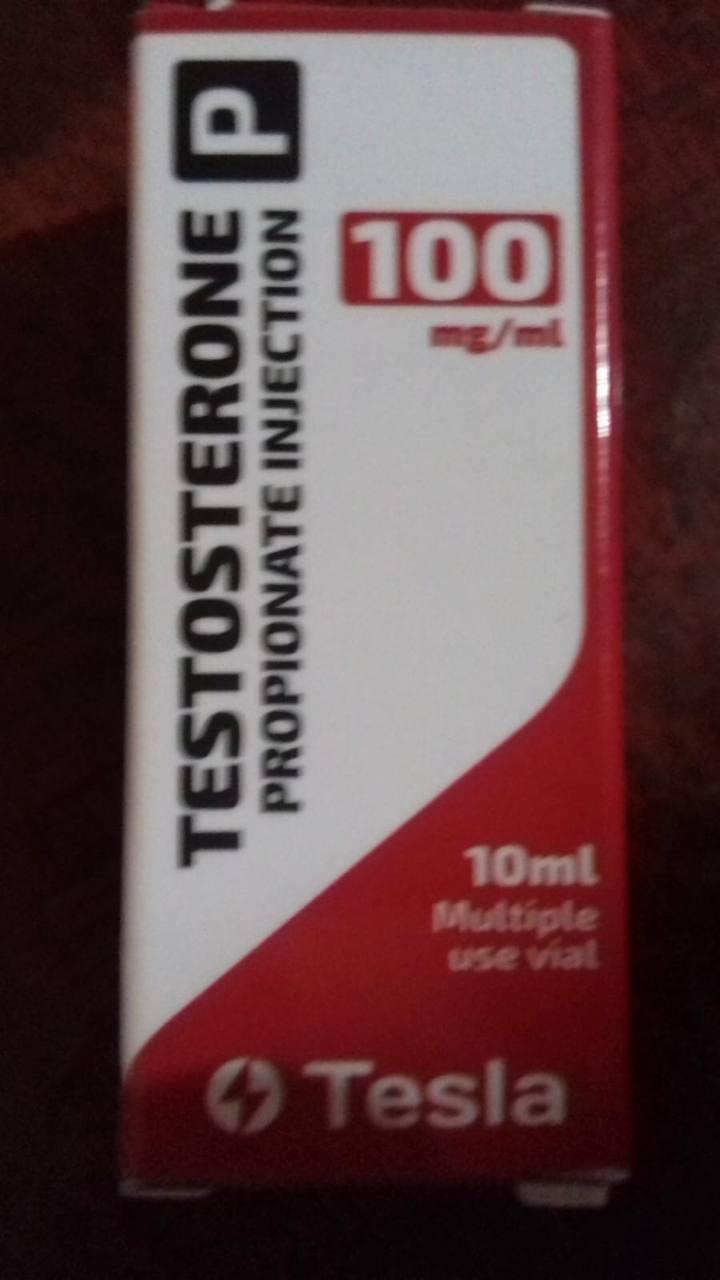 TESTOSTERONE P
PROPIONATE INJECTION
100
mg/ml
10ml
Multiple
use vial
Tesla